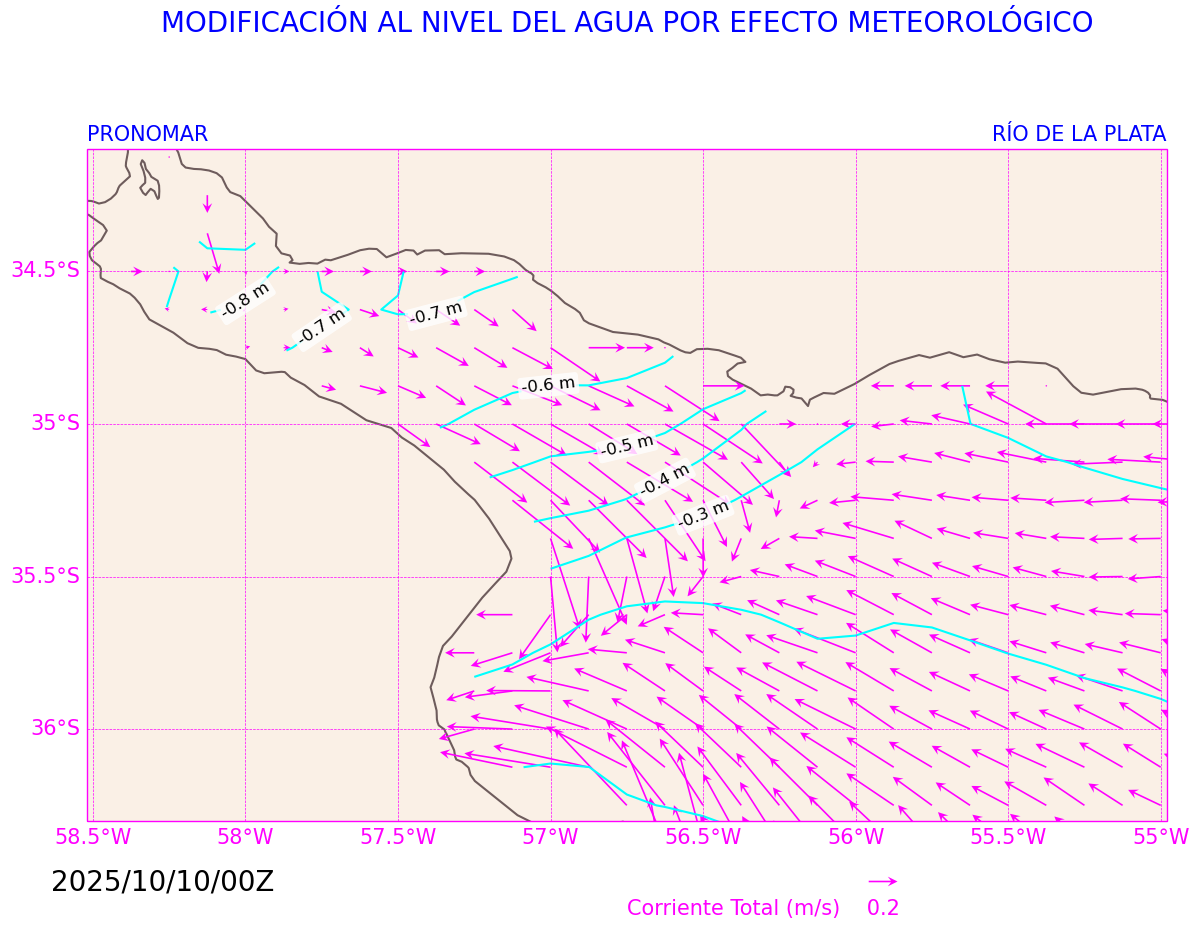 MODIFICACIÓN AL NIVEL DEL AGUA POR EFECTO METEOROLÓGICO
PRONOMAR RÍO DE LA PLATA
34.5°S
35°S
35.5°S
36°S
-0.8 m
-0.7 m
-0.7 m
-0.6 m
-0.5 m
-0.4 m
-0.3 m
58.5°W 58°W 57.5°W 57°W 56.5°W 56°W 55.5°W 55°W
2025/10/10/00Z
Corriente Total (m/s) 0.2